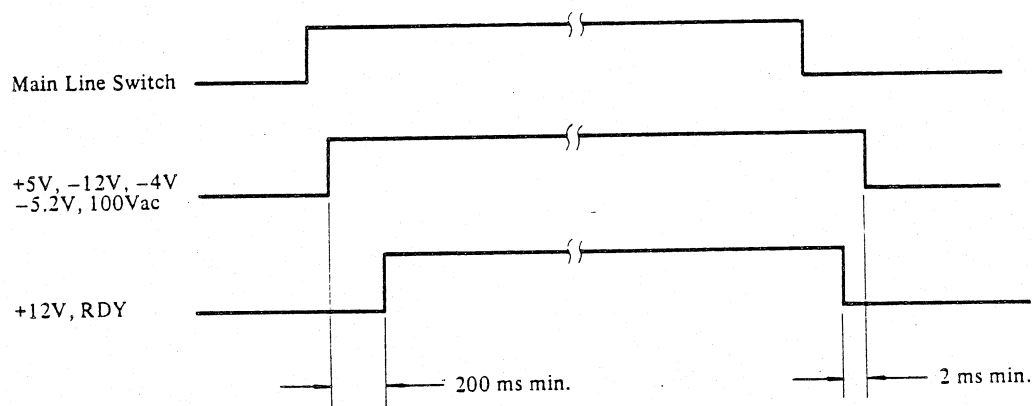 Main Line Switch
+5V, −12V, −4V
−5.2V, 100Vac
+12V, RDY
200 ms min.
2 ms min.